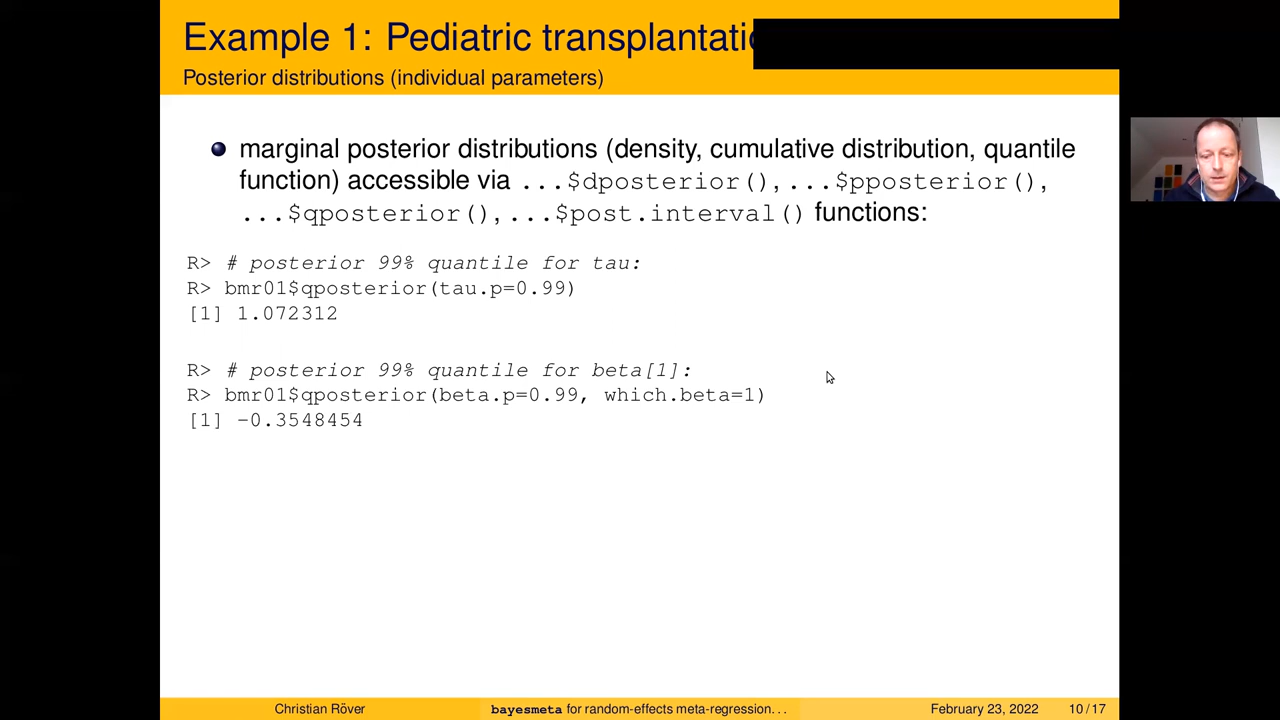 Example 1: Pediatric
Posterior distributions (individual parameters)
marginal posterior distributions (density, cumulative distribution, quantile
function) accessible via ...$dposterior(), ...$pposterior(),
...$qposterior(), ...$post.interval() functions:
R> # posterior 99% quantile for tau:
R> bmr01$qposterior(tau.p=0.99)
[1] 1.072312
R> # posterior 99% quantile for beta[1]:
R> bmr01$qposterior(beta.p=0.99, which.beta=1)
[1] -0.3548454
Christian Röver bayesmeta for random-effects meta-regression... February 23, 2022 10/17